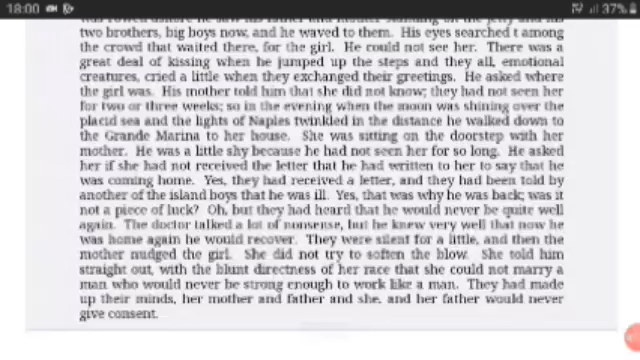 18:00
37%
was rowed ashore he saw his father and mother standing on the jetty and his
two brothers, big boys now, and he waved to them. His eyes searched t among
the crowd that waited there, for the girl. He could not see her. There was a
great deal of kissing when he jumped up the steps and they all, emotional
creatures, cried a little when they exchanged their greetings. He asked where
the girl was. His mother told him that she did not know; they had not seen her
for two or three weeks; so in the evening when the moon was shining over the
placid sea and the lights of Naples twinkled in the distance he walked down to
the Grande Marina to her house. She was sitting on the doorstep with her
mother. He was a little shy because he had not seen her for so long. He asked
her if she had not received the letter that he had written to her to say that he
was coming home. Yes, they had received a letter, and they had been told by
another of the island boys that he was ill. Yes, that was why he was back; was it
not a piece of luck? Oh, but they had heard that he would never be quite well
again. The doctor talked a lot of nonsense, but he knew very well that now he
was home again he would recover. They were silent for a little, and then the
mother nudged the girl. She did not try to soften the blow. She told him
straight out, with the blunt directness of her race that she could not marry a
man who would never be strong enough to work like a man. They had made
up their minds, her mother and father and she, and her father would never
give consent.